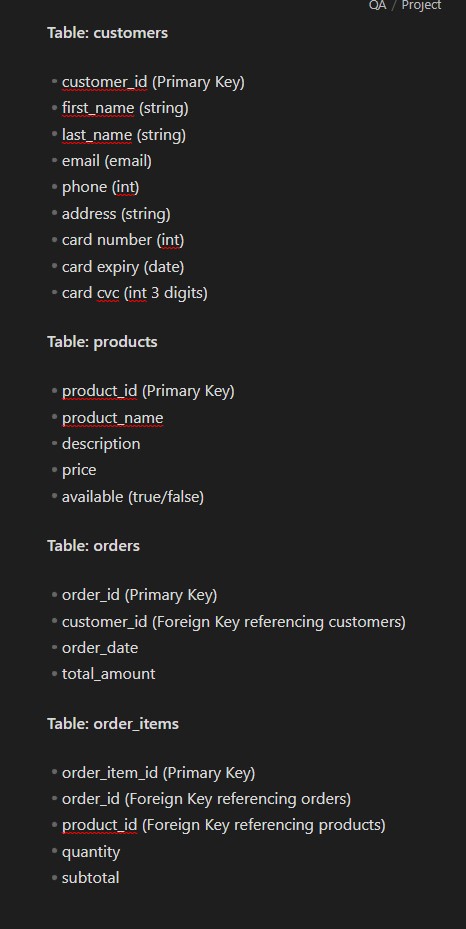 QA / Project
Table: customers
customer_id (Primary Key)
first_name (string)
last_name (string)
email (email)
phone (int)
address (string)
card number (int)
card expiry (date)
card cvc (int 3 digits)
Table: products
product_id (Primary Key)
product_name
description
price
available (true/false)
Table: orders
order_id (Primary Key)
customer_id (Foreign Key referencing customers)
order_date
total_amount
Table: order_items
order_item_id (Primary Key)
order_id (Foreign Key referencing orders)
product_id (Foreign Key referencing products)
quantity
subtotal